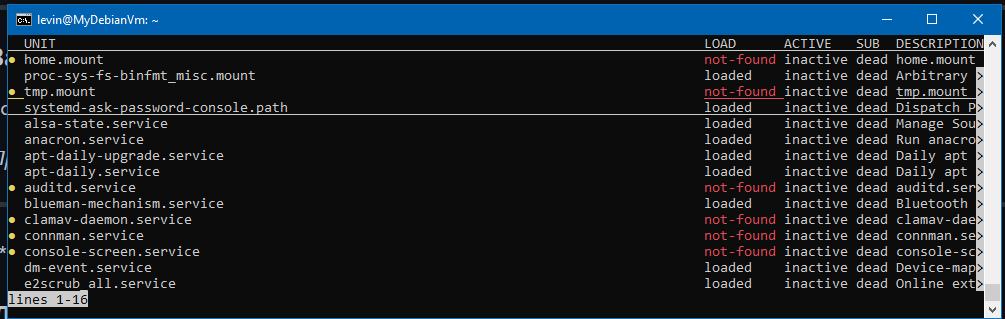 levin@MyDebianVm: ~
UNIT LOAD ACTIVE SUB DESCRIPTION
● home.mount not-found inactive dead home.mount
proc-sys-fs-binfmt_misc.mount loaded inactive dead Arbitrary >
● tmp.mount not-found inactive dead tmp.mount >
systemd-ask-password-console.path loaded inactive dead Dispatch P>
alsa-state.service loaded inactive dead Manage Sou>
anacron.service loaded inactive dead Run anacro>
apt-daily-upgrade.service loaded inactive dead Daily apt >
apt-daily.service loaded inactive dead Daily apt >
● auditd.service not-found inactive dead auditd.ser>
blueman-mechanism.service loaded inactive dead Bluetooth >
● clamav-daemon.service not-found inactive dead clamav-dae>
● connman.service not-found inactive dead connman.se>
● console-screen.service not-found inactive dead console-sc>
dm-event.service loaded inactive dead Device-map>
e2scrub_all.service loaded inactive dead Online ext>
lines 1-16